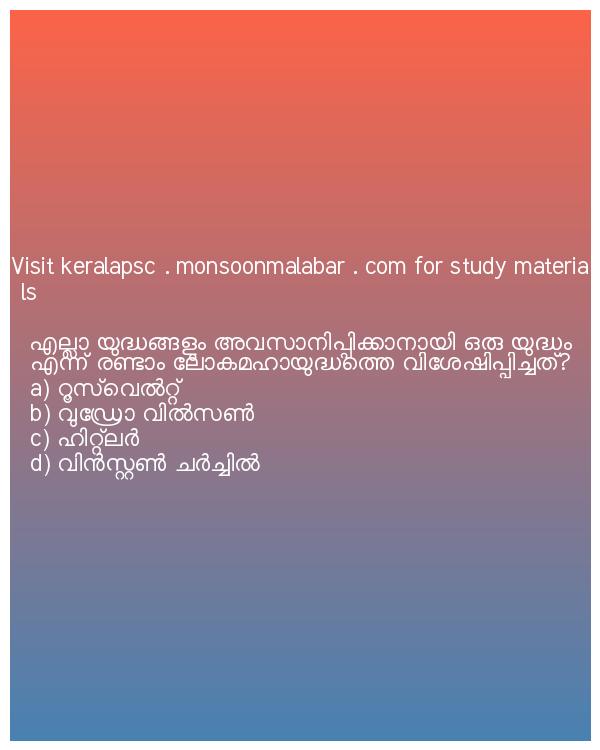 Visit keralapsc . monsoonmalabar . com for study materia
ls
എല്ലാ യുദ്ധങ്ങളും അവസാനിപ്പിക്കാനായി ഒരു യുദ്ധം
എന്ന് രണ്ടാം ലോകമഹായുദ്ധത്തെ വിശേഷിപ്പിച്ചത്?
a) റൂസ്‌വെൽറ്റ്
b) വുഡ്രോ വിൽസൺ
c) ഹിറ്റ്ലർ
d) വിൻസ്റ്റൺ ചർച്ചിൽ